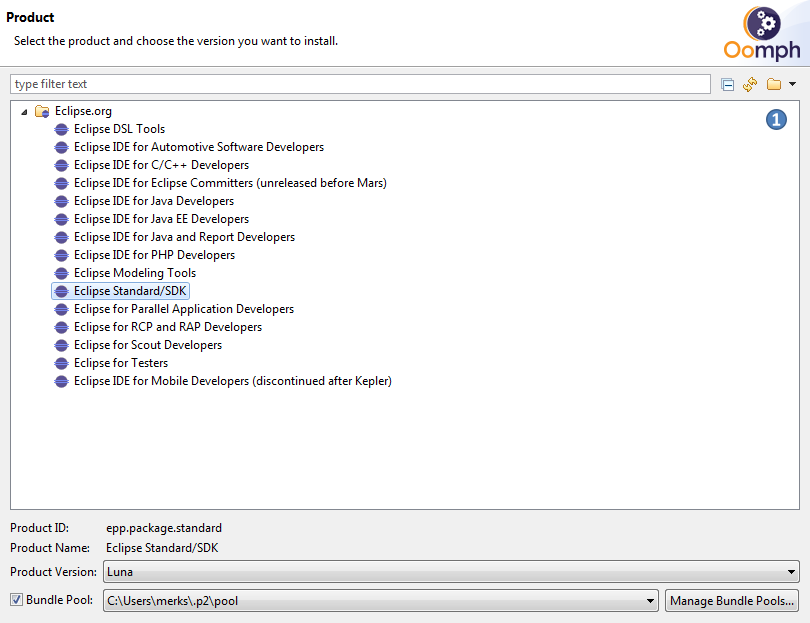 Product
Select the product and choose the version you want to install.
Oomph
type filter text
Eclipse.org
1
Eclipse DSL Tools
Eclipse IDE for Automotive Software Developers
Eclipse IDE for C/C++ Developers
Eclipse IDE for Eclipse Committers (unreleased before Mars)
Eclipse IDE for Java Developers
Eclipse IDE for Java EE Developers
Eclipse IDE for Java and Report Developers
Eclipse IDE for PHP Developers
Eclipse Modeling Tools
Eclipse Standard/SDK
Eclipse for Parallel Application Developers
Eclipse for RCP and RAP Developers
Eclipse for Scout Developers
Eclipse for Testers
Eclipse IDE for Mobile Developers (discontinued after Kepler)
Product ID: epp.package.standard
Product Name: Eclipse Standard/SDK
Product Version: Luna
Bundle Pool: C:\Users\merks\.p2\pool Manage Bundle Pools...